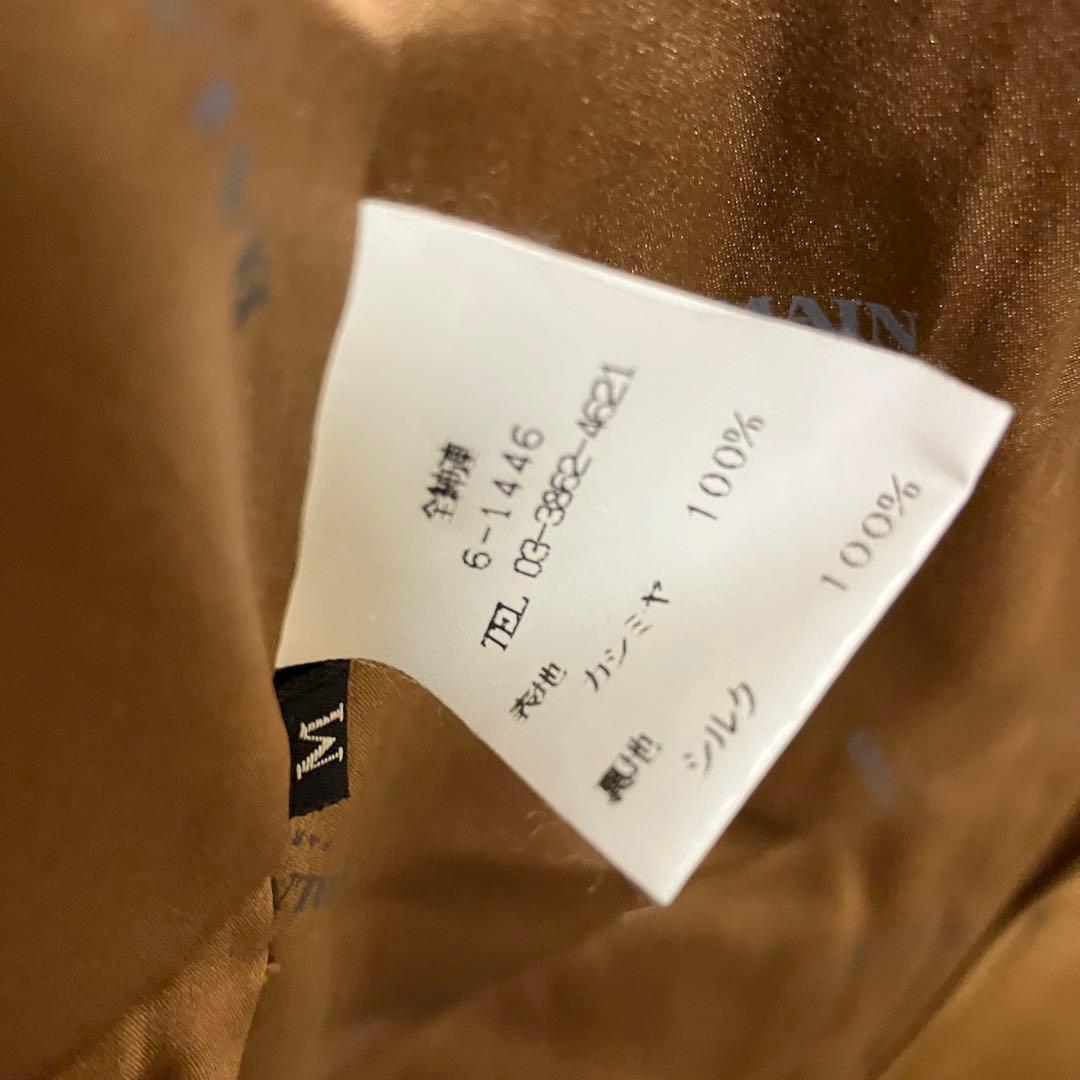 6-1446
TEL 03-3862-4621
表地 カシミヤ 100%
裏地 シルク 100%
M
MAIN